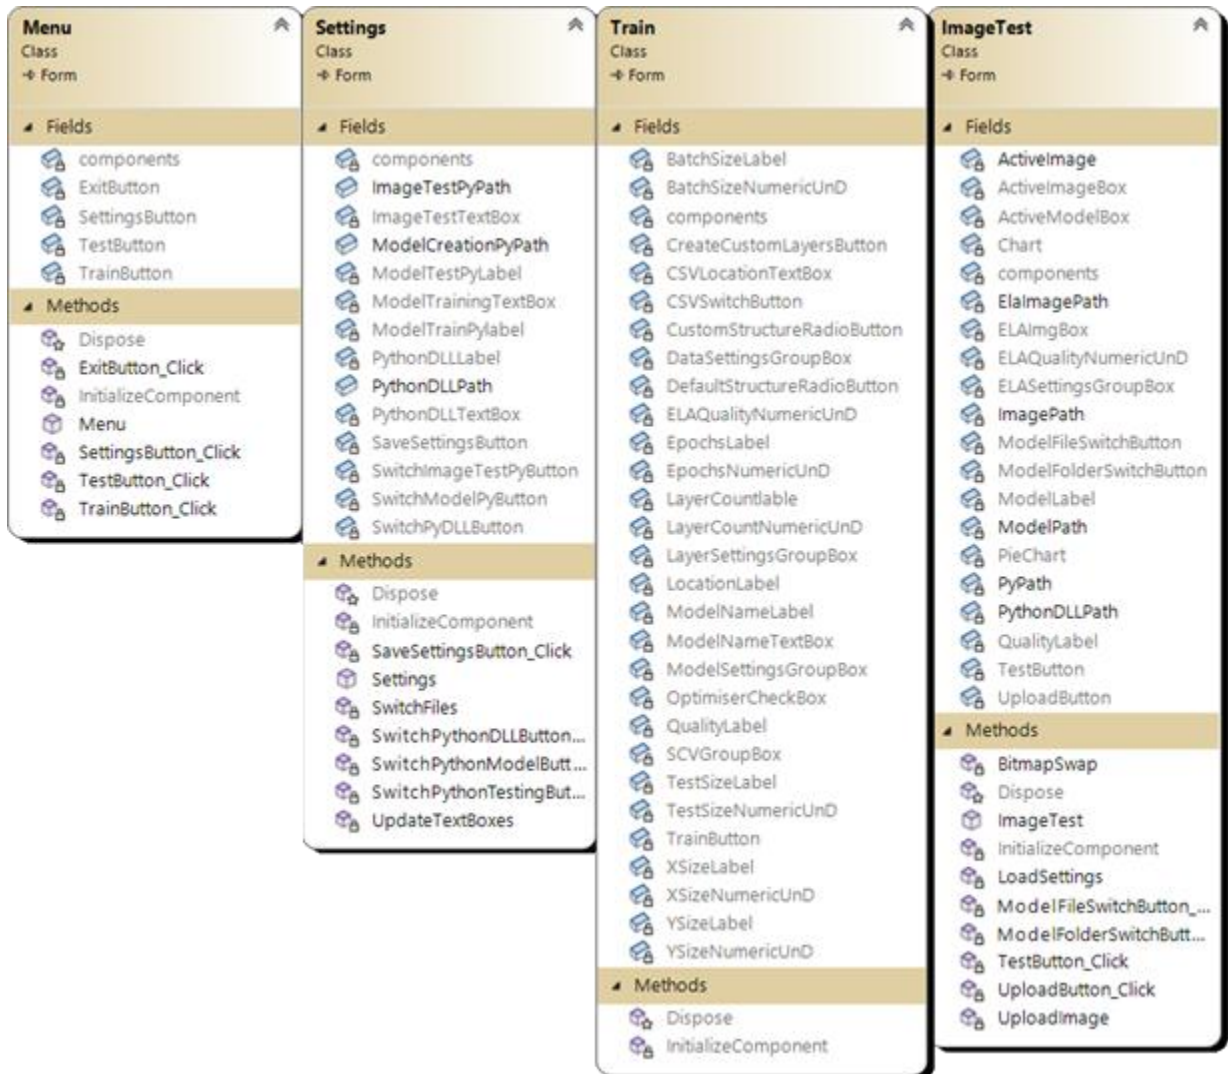 Menu
Class
Form
Fields
components
ExitButton
SettingsButton
TestButton
TrainButton
Methods
Dispose
ExitButton_Click
InitializeComponent
Menu
SettingsButton_Click
TestButton_Click
TrainButton_Click
Settings
Class
Form
Fields
components
ImageTestPyPath
ImageTestTextBox
ModelCreationPyPath
ModelTestPyLabel
ModelTrainingTextBox
ModelTrainPylabel
PythonDLLLabel
PythonDLLPath
PythonDLLTextBox
SaveSettingsButton
SwitchImageTestPyButton
SwitchModelPyButton
SwitchPyDLLButton
Methods
Dispose
InitializeComponent
SaveSettingsButton_Click
Settings
SwitchFiles
SwitchPythonDLLButton...
SwitchPythonModelButt...
SwitchPythonTestingBut...
UpdateTextBoxes
Train
Class
Form
Fields
BatchSizeLabel
BatchSizeNumericUnD
components
CreateCustomLayersButton
CSVLocationTextBox
CSVSwitchButton
CustomStructureRadioButton
DataSettingsGroupBox
DefaultStructureRadioButton
ELAQualityNumericUnD
EpochsLabel
EpochsNumericUnD
LayerCountlable
LayerCountNumericUnD
LayerSettingsGroupBox
LocationLabel
ModelNameLabel
ModelNameTextBox
ModelSettingsGroupBox
OptimiserCheckBox
QualityLabel
SCVGroupBox
TestSizeLabel
TestSizeNumericUnD
TrainButton
XSizeLabel
XSizeNumericUnD
YSizeLabel
YSizeNumericUnD
Methods
Dispose
InitializeComponent
ImageTest
Class
Form
Fields
ActiveImage
ActiveImageBox
ActiveModelBox
Chart
components
ElaImagePath
ELAImgBox
ELAQualityNumericUnD
ELASettingsGroupBox
ImagePath
ModelFileSwitchButton
ModelFolderSwitchButton
ModelLabel
ModelPath
PieChart
PyPath
PythonDLLPath
QualityLabel
TestButton
UploadButton
Methods
BitmapSwap
Dispose
ImageTest
InitializeComponent
LoadSettings
ModelFileSwitchButton_...
ModelFolderSwitchButt...
TestButton_Click
UploadButton_Click
UploadImage